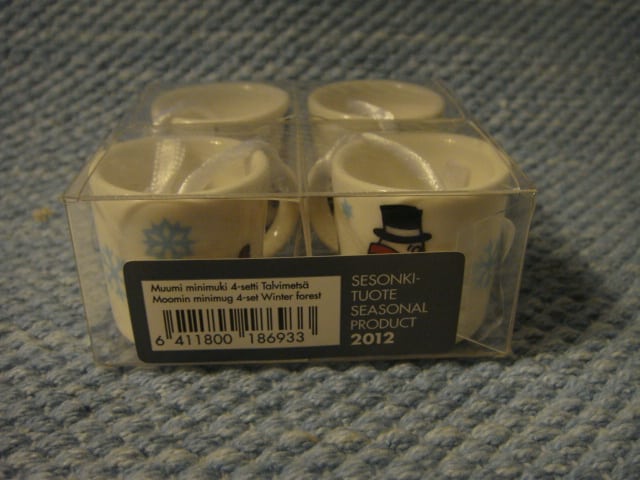 Muumi minimuki 4-setti Talvimetsä
Moomin minimug 4-set Winter forest
6 411800 186933
SESONKI-
TUOTE
SEASONAL
PRODUCT
2012